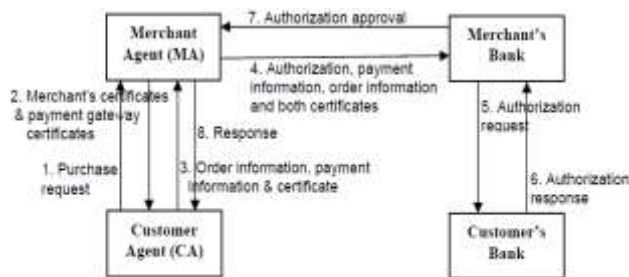 7. Authorization approval
Merchant
Agent (MA)
Merchant's
Bank
4. Authorization, payment
information, order information
and both certificates
2. Merchant's certificates
& payment gateway
certificates
8. Response
5. Authorization
request
1. Purchase
request
3. Order information, payment
Information & certificate
6. Authorization
response
Customer
Agent (CA)
Customer's
Bank